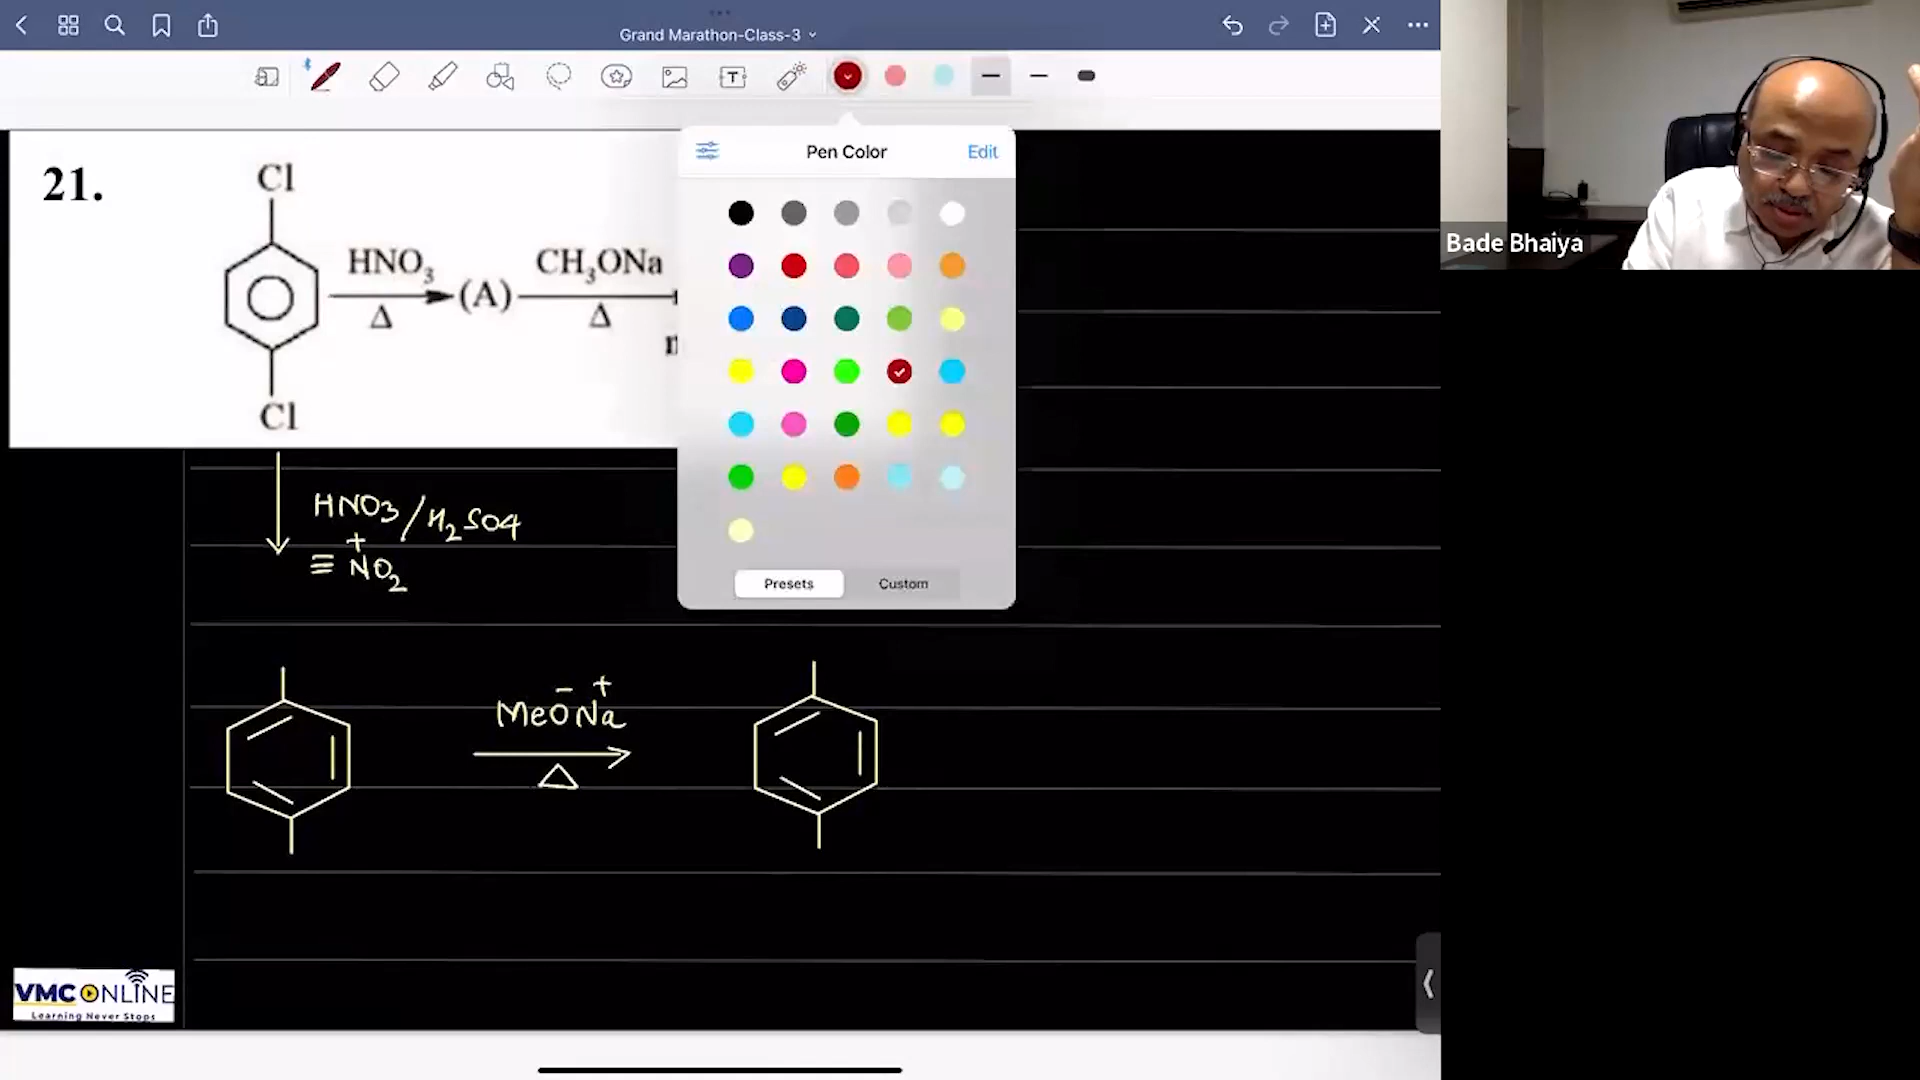 Grand Marathon-Class-3
T
Pen Color
Edit
21.
Cl
HNO₃
Δ
(A)
CH₃ONa
Δ
Cl
HNO3/H₂SO4
≡ N⁺O₂
Presets
Custom
MeO⁻Na⁺
Δ
VMC ONLINE
Learning Never Stops
Bade Bhaiya